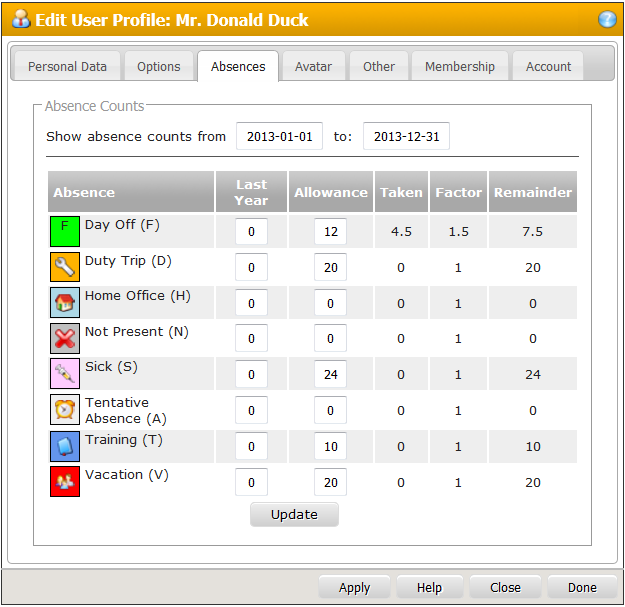 Edit User Profile: Mr. Donald Duck
Personal Data Options Absences Avatar Other Membership Account
Absence Counts
Show absence counts from 2013-01-01 to: 2013-12-31
Absence Last Year Allowance Taken Factor Remainder
F Day Off (F) 0 12 4.5 1.5 7.5
Duty Trip (D) 0 20 0 1 20
Home Office (H) 0 0 0 1 0
Not Present (N) 0 0 0 1 0
Sick (S) 0 24 0 1 24
Tentative
Absence (A) 0 0 0 1 0
Training (T) 0 10 0 1 10
Vacation (V) 0 20 0 1 20
Update
Apply Help Close Done